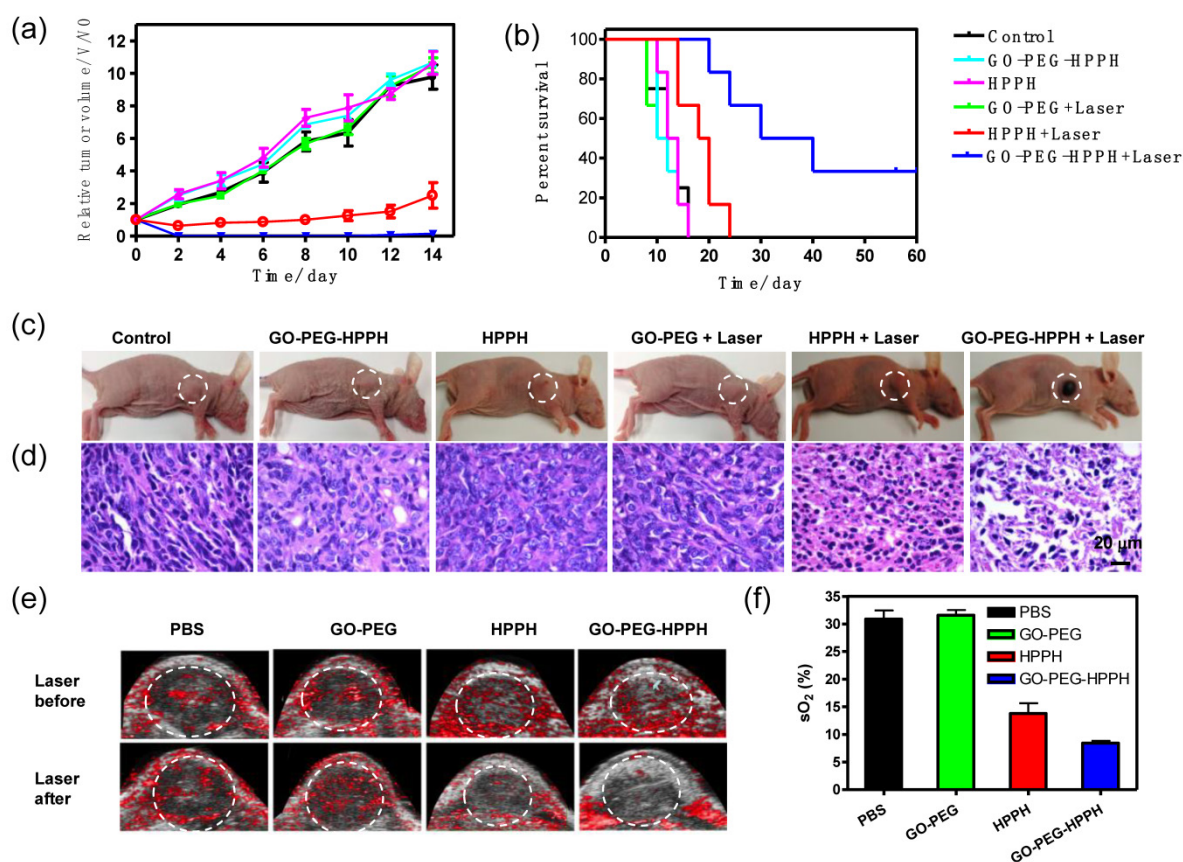 (a)
Relative tumor volume/V/V0
12
10
8
6
4
2
0
0 2 4 6 8 10 12 14
Time/day
(b)
Percent survival
100
80
60
40
20
0
0 10 20 30 40 50 60
Time/day
Control
GO-PEG-HPPH
HPPH
GO-PEG+Laser
HPPH+Laser
GO-PEG-HPPH+Laser
(c)
Control GO-PEG-HPPH HPPH GO-PEG + Laser HPPH + Laser GO-PEG-HPPH + Laser
(d)
20 μm
(e)
PBS GO-PEG HPPH GO-PEG-HPPH
Laser
before
Laser
after
(f)
sO2 (%)
35
30
25
20
15
10
5
0
PBS
GO-PEG
HPPH
GO-PEG-HPPH
PBS GO-PEG HPPH GO-PEG-HPPH